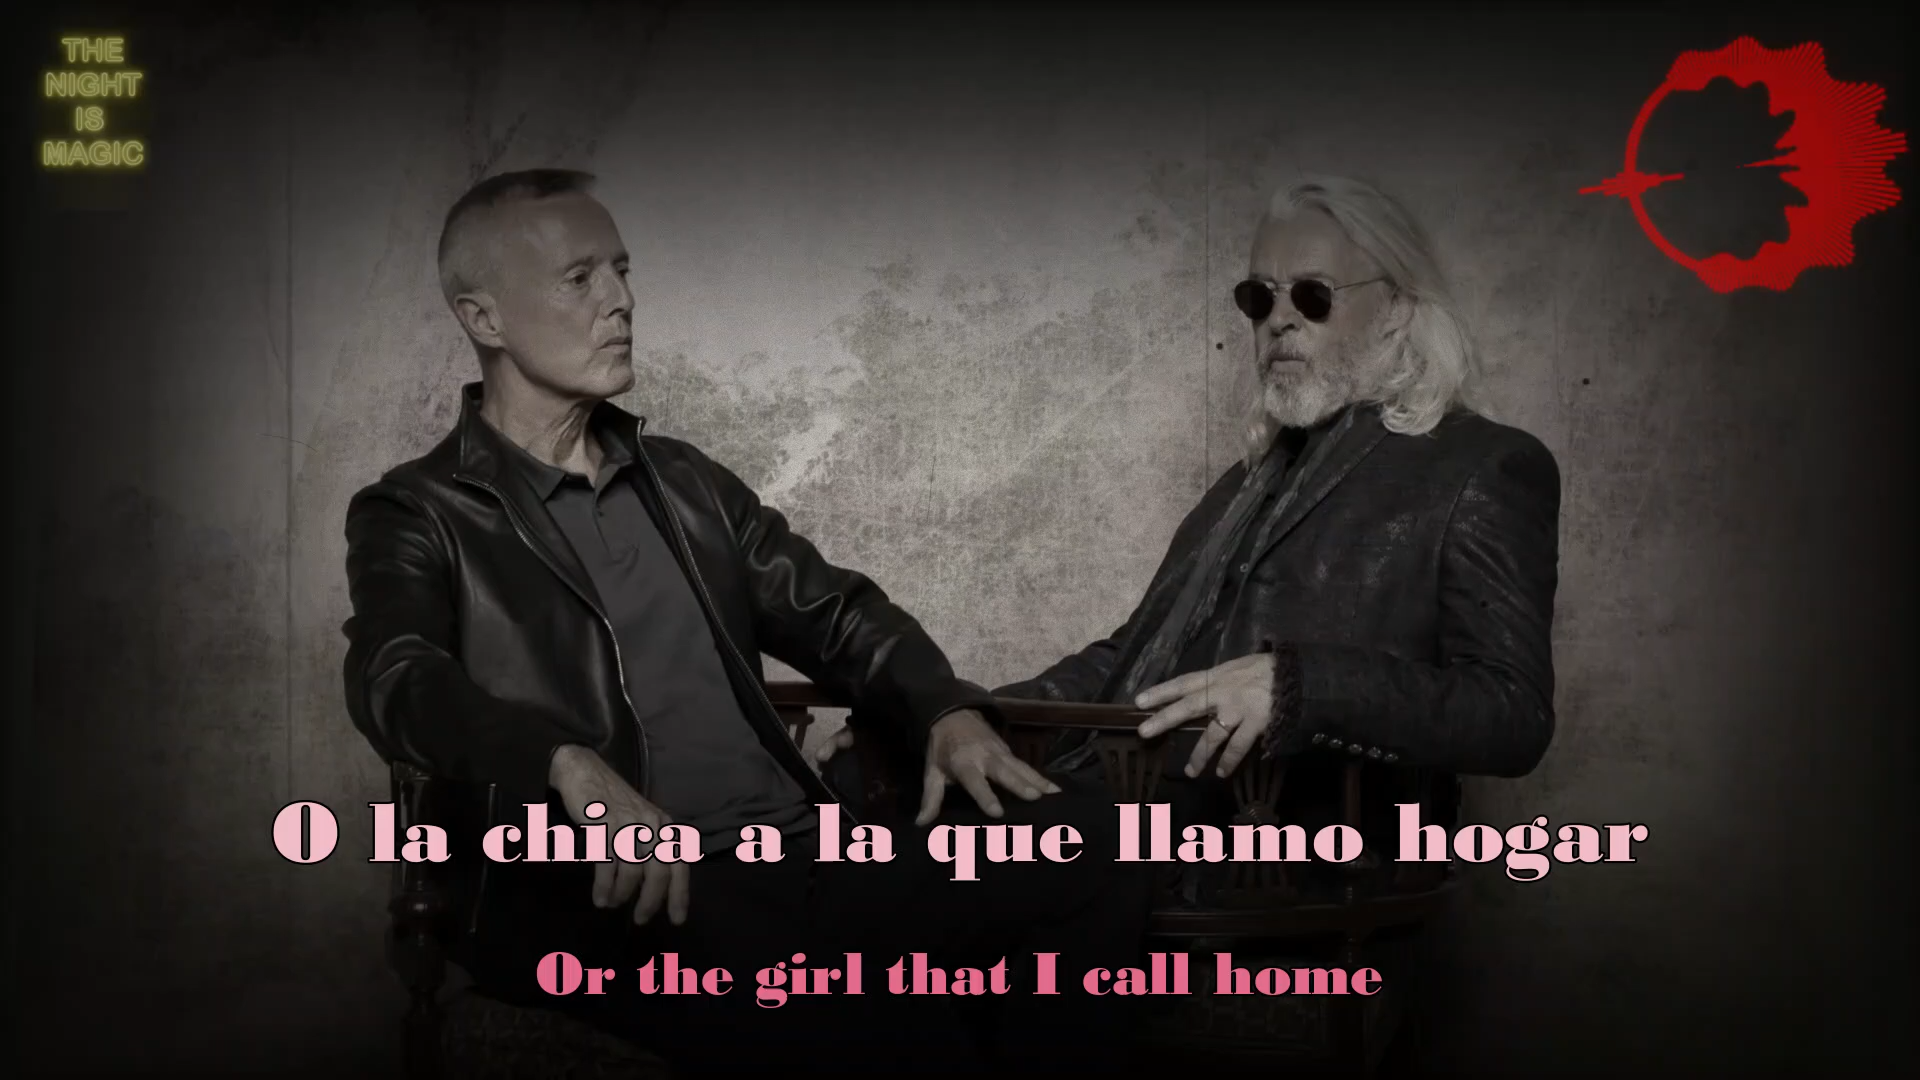 THE
NIGHT
IS
MAGIC
O la chica a la que llamo hogar
Or the girl that I call home